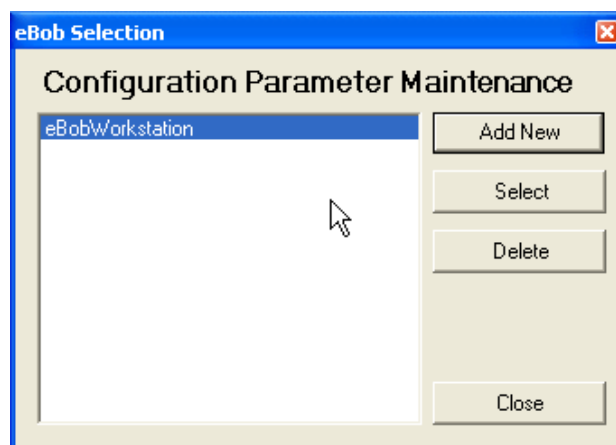 eBob Selection
Configuration Parameter Maintenance
eBobWorkstation
Add New
Select
Delete
Close